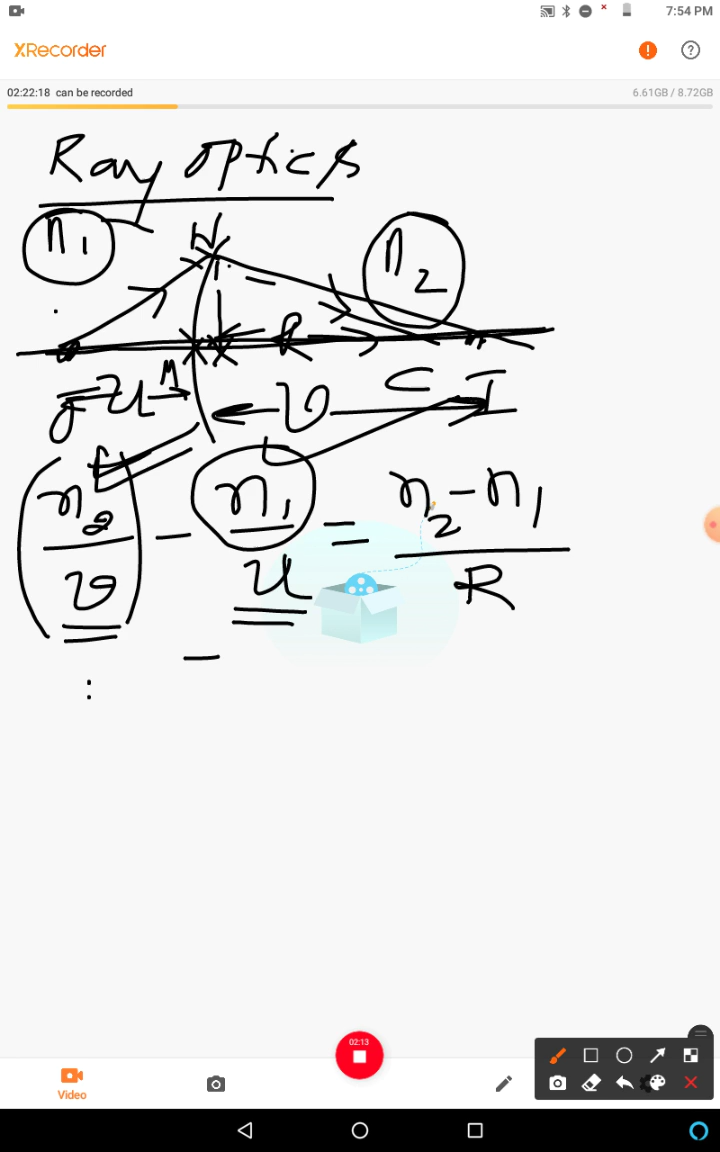 7:54 PM
XRecorder
! ?
02:22:18 can be recorded
6.61GB / 8.72GB
Ray optics
n₁ N n₂
i
u M v C I
n₂/v - n₁/u = n₂-n₁/R
-
:
02:13
Video